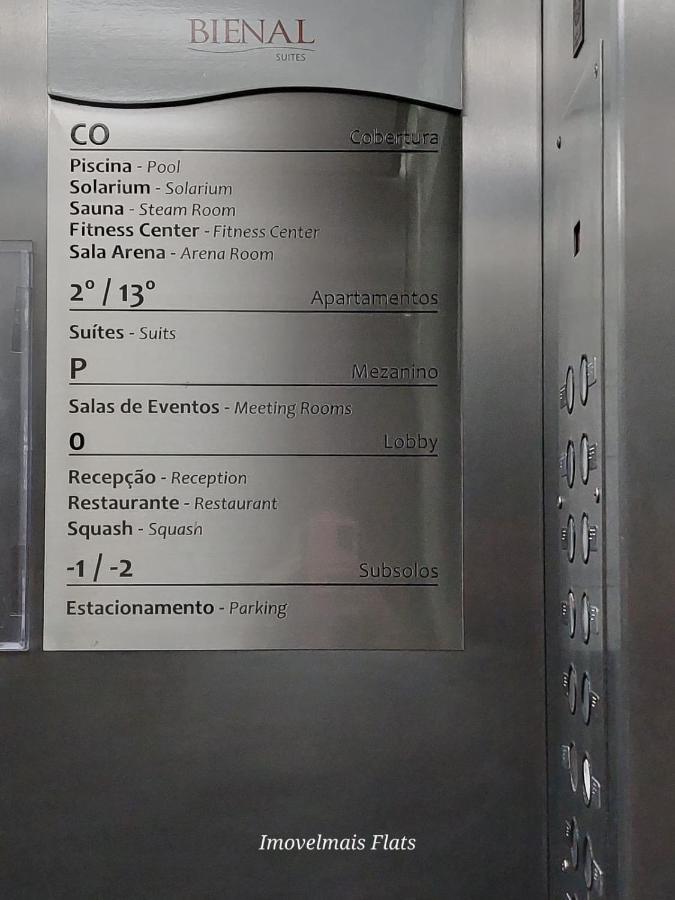 BIENAL
SUITES
CO Cobertura
Piscina - Pool
Solarium - Solarium
Sauna - Steam Room
Fitness Center - Fitness Center
Sala Arena - Arena Room
2º / 13º Apartamentos
Suítes - Suits
P Mezanino
Salas de Eventos - Meeting Rooms
0 Lobby
Recepção - Reception
Restaurante - Restaurant
Squash - Squash
-1 / -2 Subsolos
Estacionamento - Parking
Imovelmais Flats